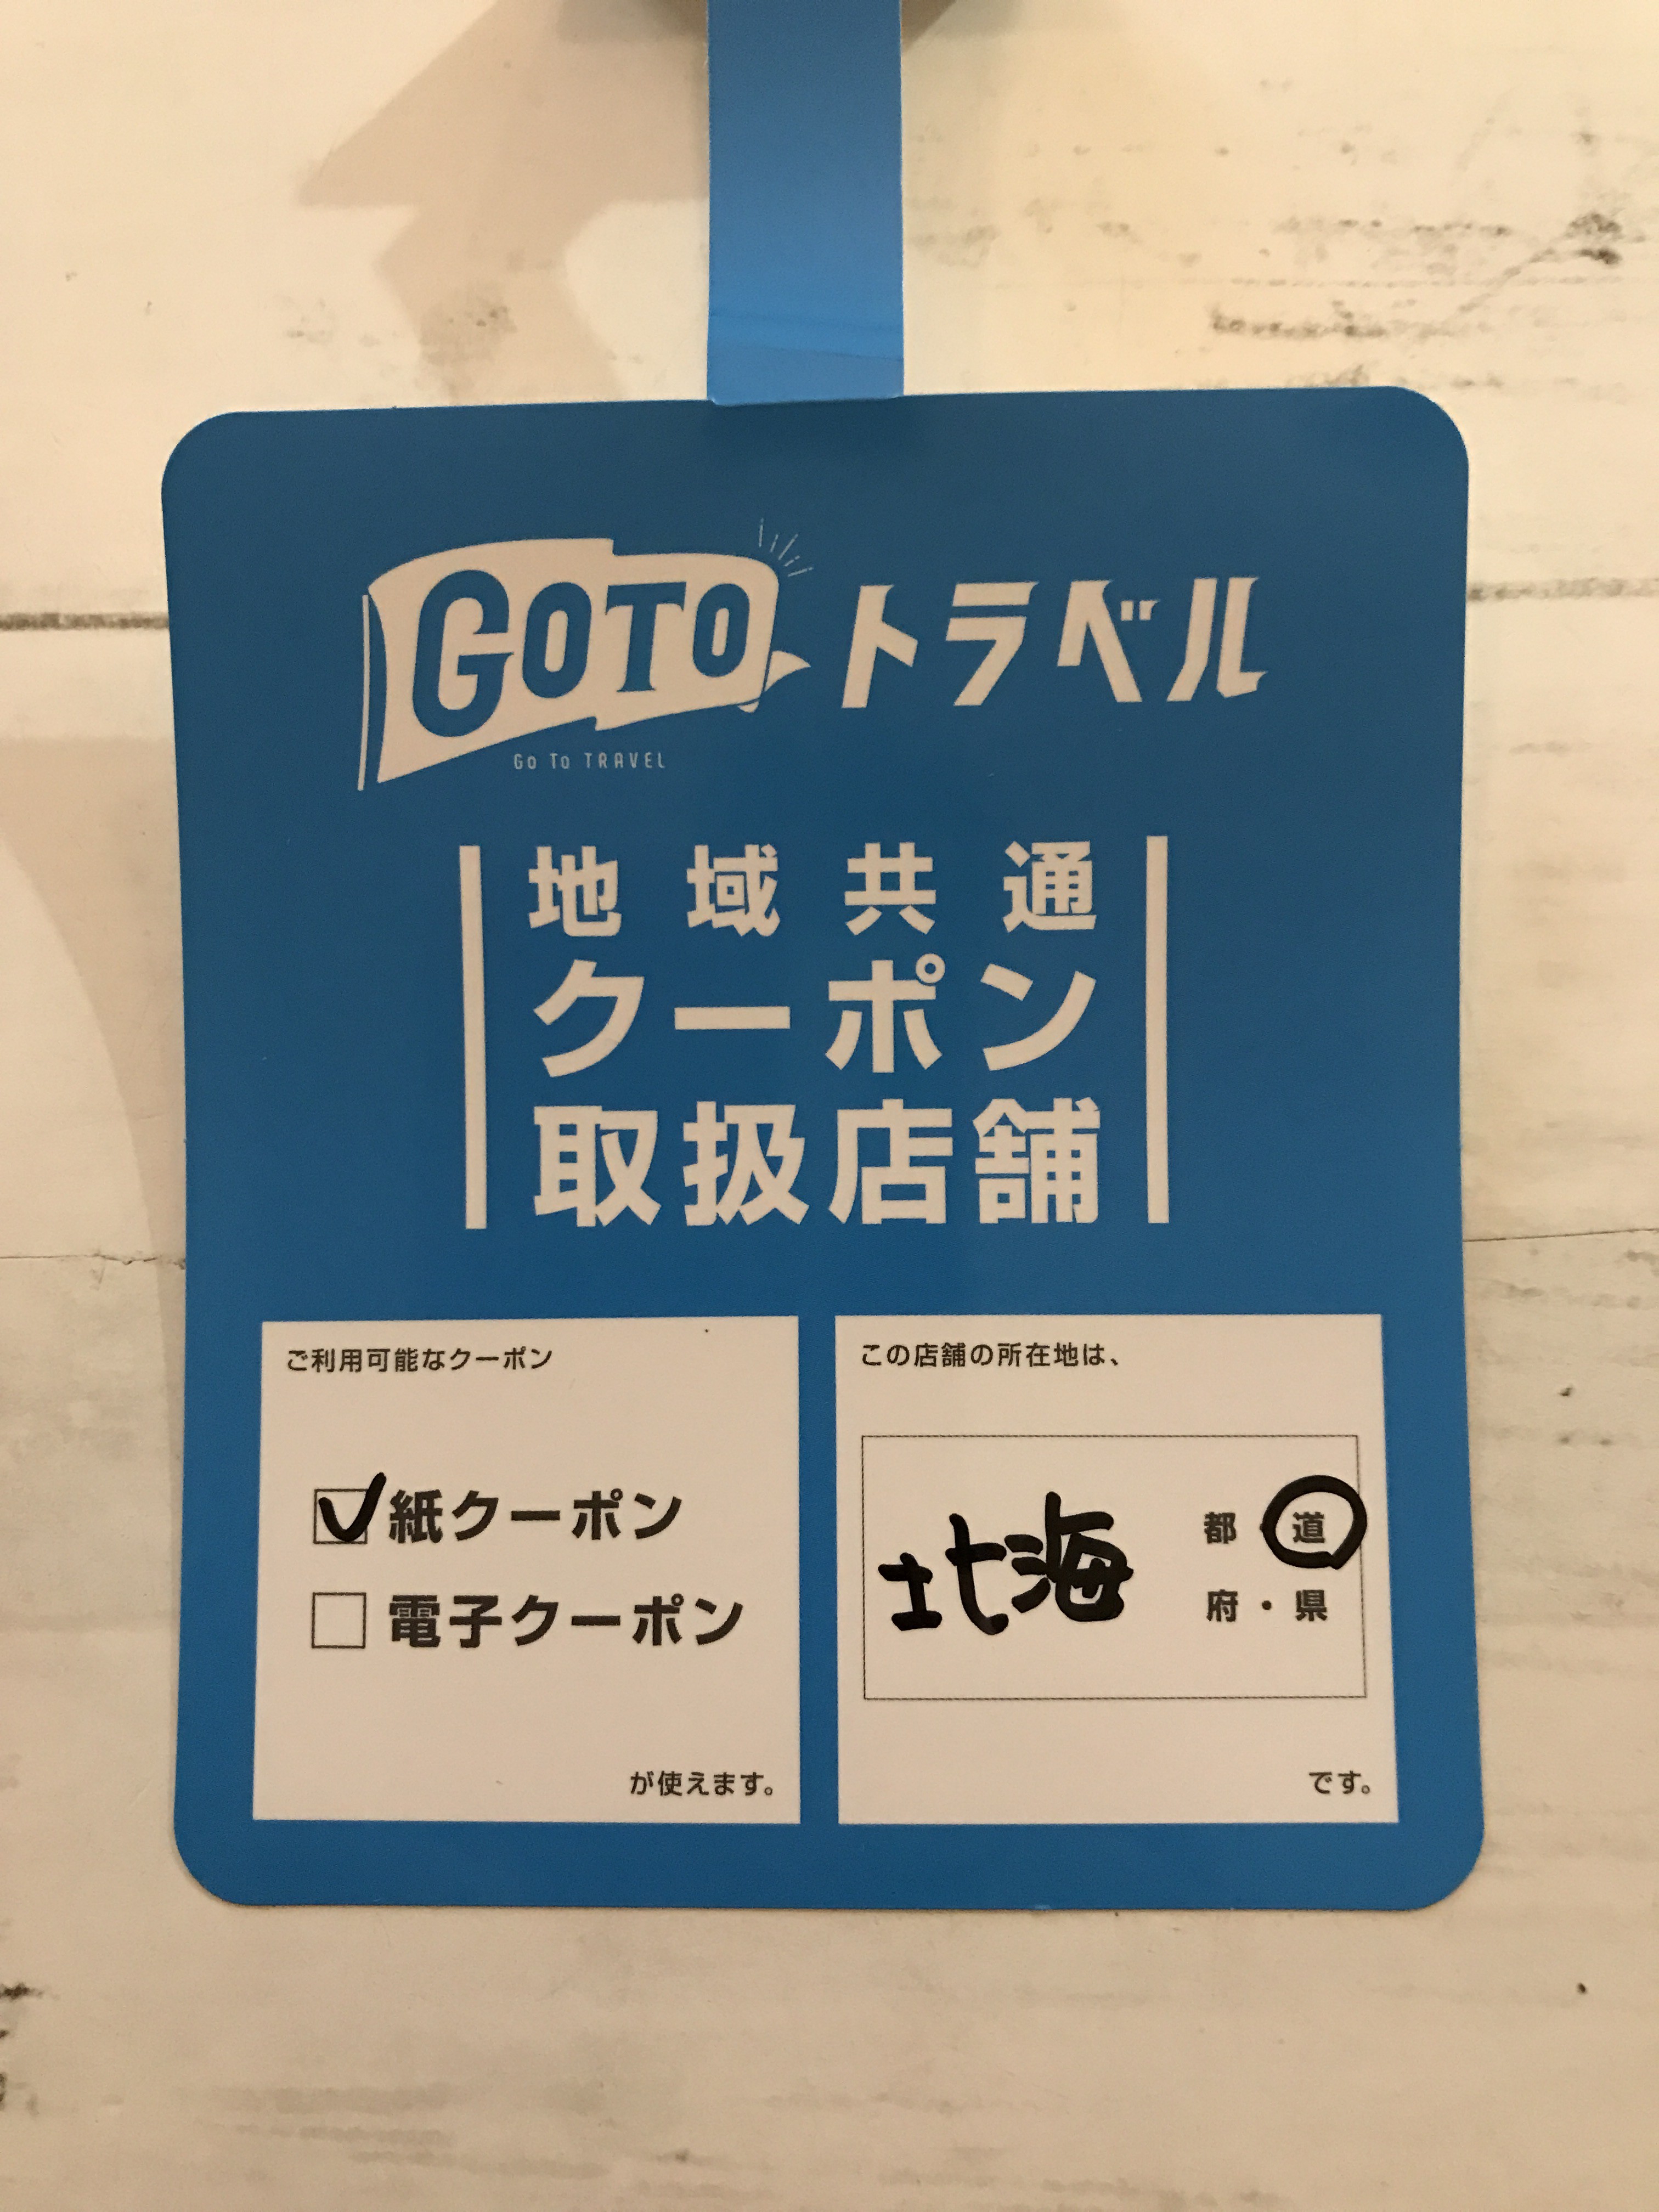 GOTO トラベル
Go To TRAVEL
地域共通
クーポン
取扱店舗
ご利用可能なクーポン
紙クーポン
電子クーポン
が使えます。
この店舗の所在地は、
北海
都・道
府・県
です。